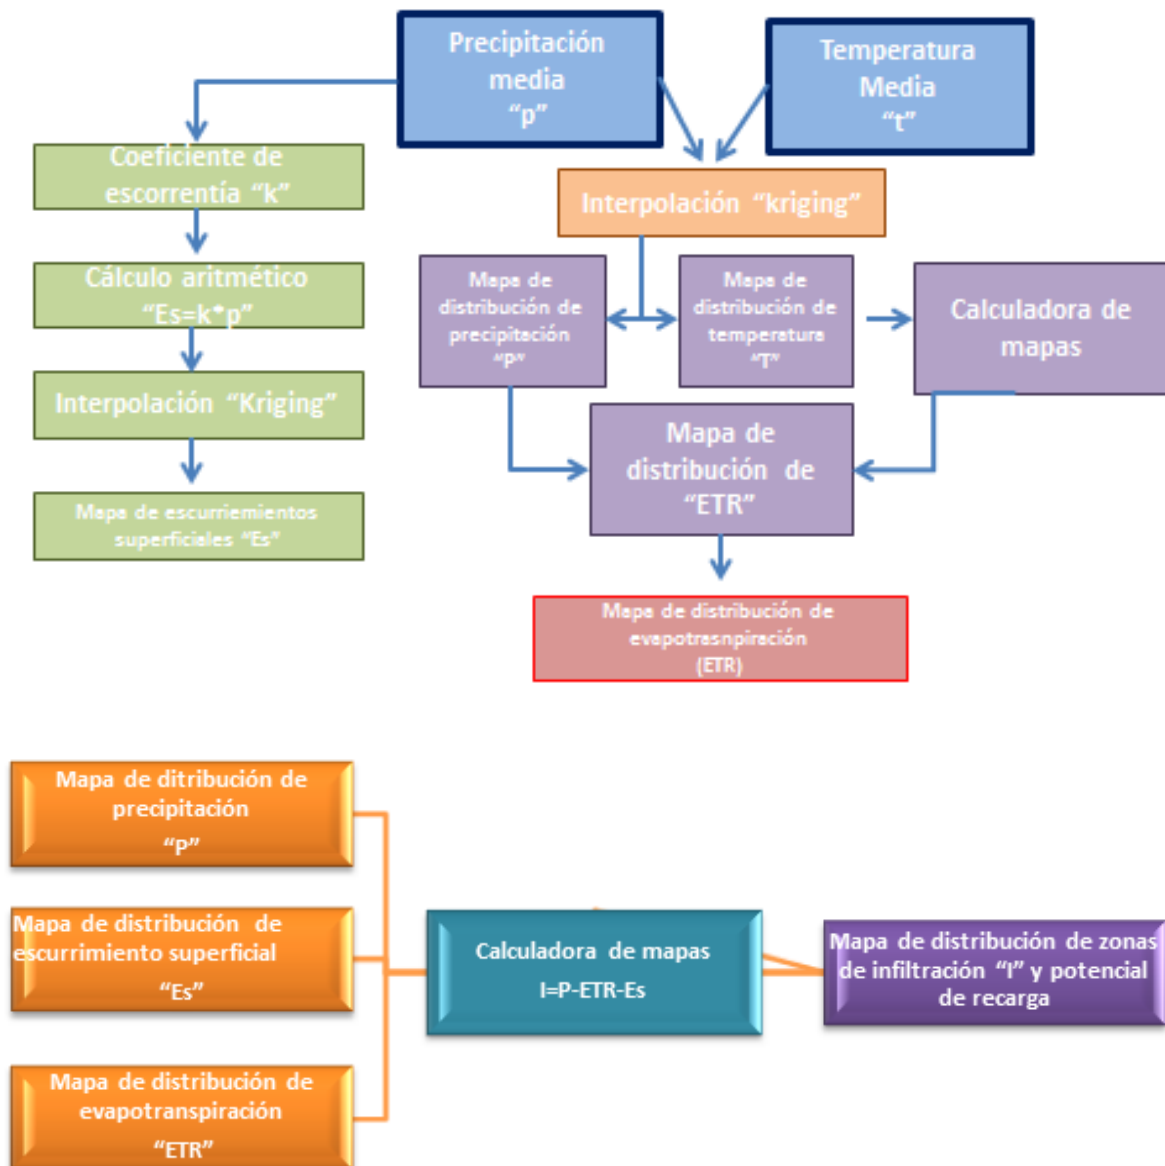 Precipitación
media
“p”
Temperatura
Media
“t”
Coeficiente de
escorrentía “k”
Interpolación “kriging”
Cálculo aritmético
“Es=k*p”
Mapa de
distribución de
precipitación
“P”
Mapa de
distribución de
temperatura
“T”
Calculadora de
mapas
Interpolación “Kriging”
Mapa de
distribución de
“ETR”
Mapa de escurriemientos
superficiales “Es”
Mapa de distribución de
evapotrasnpiración
(ETR)
Mapa de ditribución de
precipitación
“P”
Mapa de distribución de
escurrimiento superficial
“Es”
Mapa de distribución de
evapotranspiración
“ETR”
Calculadora de mapas
I=P-ETR-Es
Mapa de distribución de zonas
de infiltración “I” y potencial
de recarga